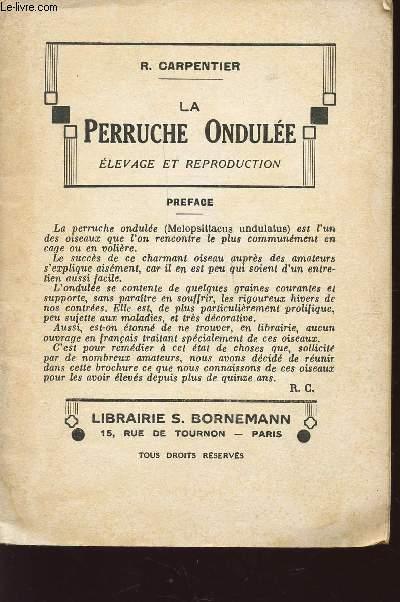 Le-livre.com
R. CARPENTIER
LA
PERRUCHE ONDULÉE
ÉLEVAGE ET REPRODUCTION
PREFACE
La perruche ondulée (Melopsittacus undulatus) est l'un
des oiseaux que l'on rencontre le plus communément en
cage ou en volière.
Le succès de ce charmant oiseau auprès des amateurs
s'explique aisément, car il en est peu qui soient d'un entre-
tien aussi facile.
L'ondulée se contente de quelques graines courantes et
supporte, sans paraître en souffrir, les rigoureux hivers de
nos contrées. Elle est, de plus particulièrement prolifique,
peu sujette aux maladies, et très décorative.
Aussi, est-on étonné de ne trouver, en librairie, aucun
ouvrage en français traitant spécialement de ces oiseaux.
C'est pour remédier à cet état de choses que, sollicité
par de nombreux amateurs, nous avons décidé de réunir
dans cette brochure ce que nous connaissons de ces oiseaux
pour les avoir élevés depuis plus de quinze ans.
R. C.
LIBRAIRIE S. BORNEMANN
15, RUE DE TOURNON — PARIS
TOUS DROITS RÉSERVÉS